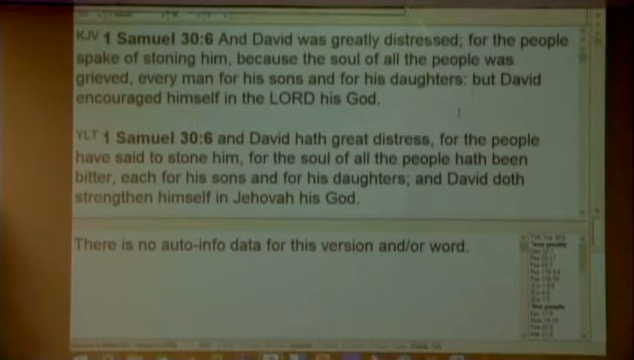 KJV 1 Samuel 30:6 And David was greatly distressed; for the people
spake of stoning him, because the soul of all the people was
grieved, every man for his sons and for his daughters: but David
encouraged himself in the LORD his God.
YLT 1 Samuel 30:6 and David hath great distress, for the people
have said to stone him, for the soul of all the people hath been
bitter, each for his sons and for his daughters; and David doth
strengthen himself in Jehovah his God.
There is no auto-info data for this version and/or word.